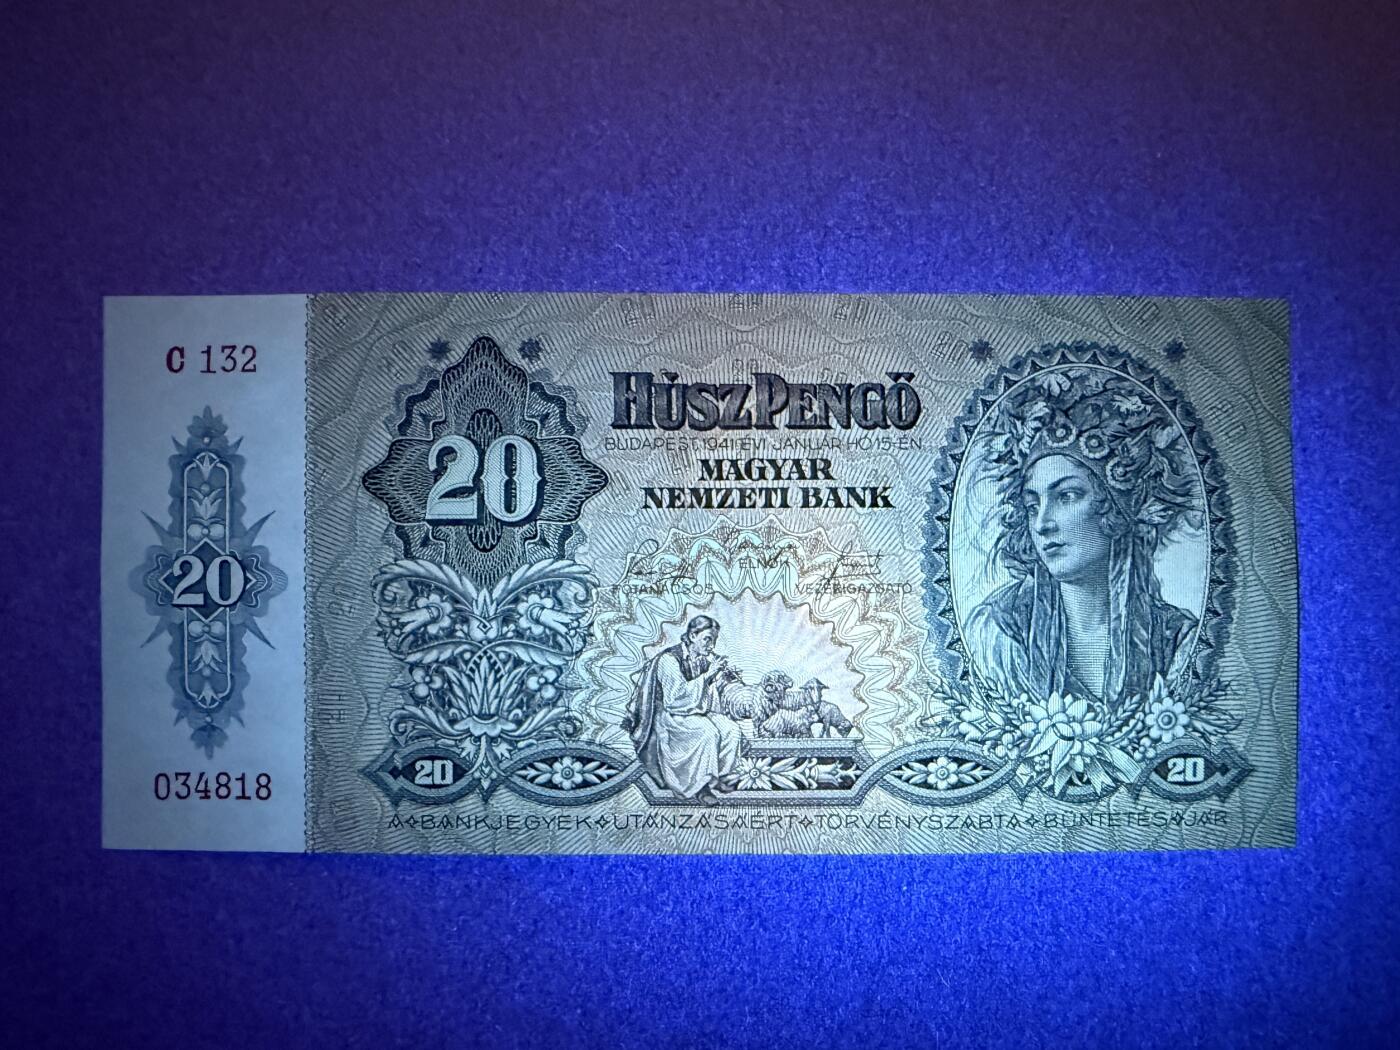 C 132
20
034818
20
HÚSZ PENGŐ
BUDAPEST, 1941. ÉVI JANUÁR HÓ 15-ÉN
MAGYAR
NEMZETI BANK
ELNÖK
FŐTANÁCSOS
VEZÉRIGAZGATÓ
20
20
A BANKJEGYEK UTÁNZÁSÁÉRT TÖRVÉNYSZABTA BÜNTETÉS JÁR